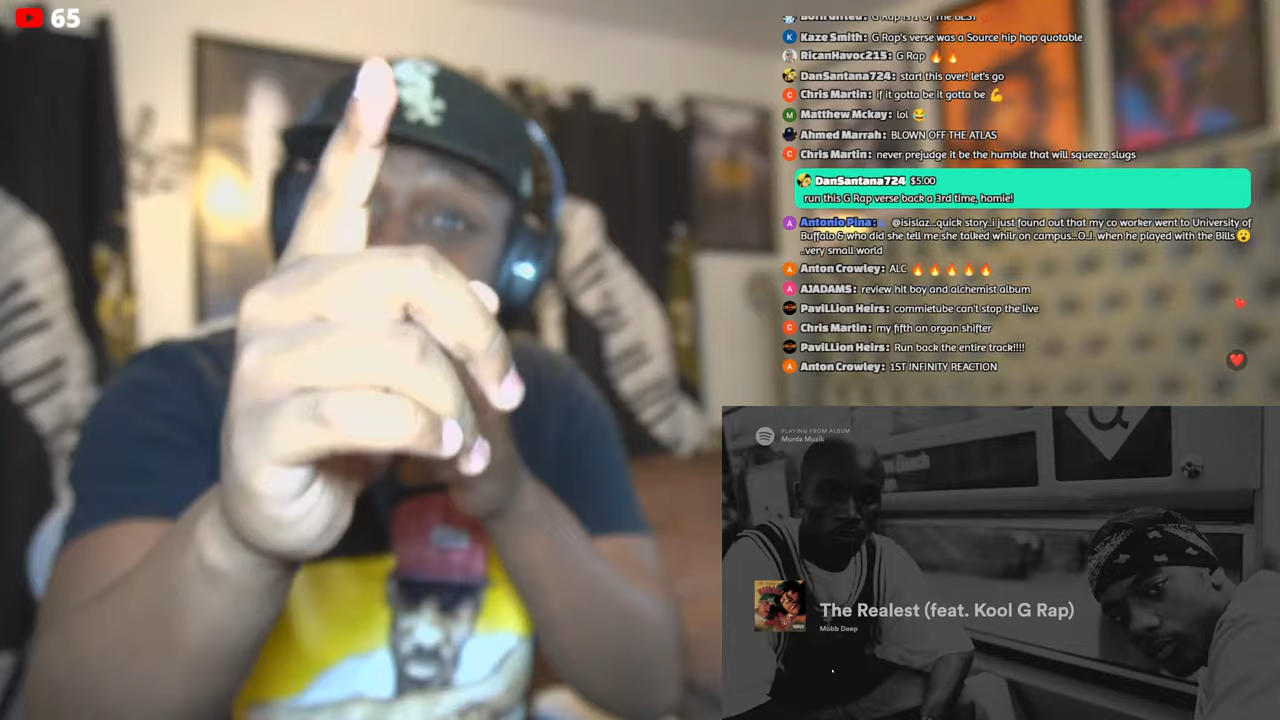 65
G Rap is 1 Of The BEST
K Kaze Smith: G Rap's verse was a Source hip hop quotable
RicanHavoc215: G Rap 🔥 🔥
DanSantana724: start this over! let's go
C Chris Martin: if it gotta be it gotta be 💪
M Matthew Mckay: lol 😂
Ahmed Marrah: BLOWN OFF THE ATLAS
C Chris Martin: never prejudge it be the humble that will squeeze slugs
DanSantana724 $5.00
run this G Rap verse back a 3rd time, homie!
A Antonio Pina: @isislaz...quick story..i just found out that my co worker went to University of
Buffalo & who did she tell me she talked whilr on campus...O.J. when he played with the Bills 😮
..very small world
A Anton Crowley: ALC 🔥 🔥 🔥 🔥 🔥
A AJADAMS: review hit boy and alchemist album
PaviLLion Heirs: commietube can't stop the live
C Chris Martin: my fifth an organ shifter
PaviLLion Heirs: Run back the entire track!!!!
A Anton Crowley: 1ST INFINITY REACTION
PLAYING FROM ALBUM
Murda Muzik
The Realest (feat. Kool G Rap)
Mobb Deep